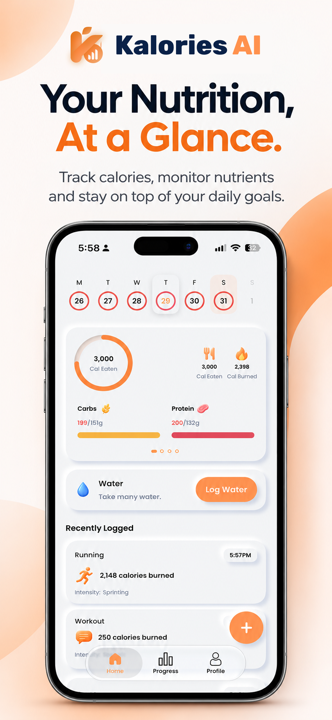 Kalories AI
Your Nutrition,
At a Glance.
Track calories, monitor nutrients
and stay on top of your daily goals.
5:58
32
M T W T F S S
26 27 28 29 30 31 1
3,000
Cal Eaten
3,000 2,398
Cal Eaten Cal Burned
Carbs Protein
199/151g 200/132g
Water
Take many water.
Log Water
Recently Logged
Running 5:57PM
2,148 calories burned
Intensity: Sprinting
Workout
250 calories burned
+
Home Progress Profile